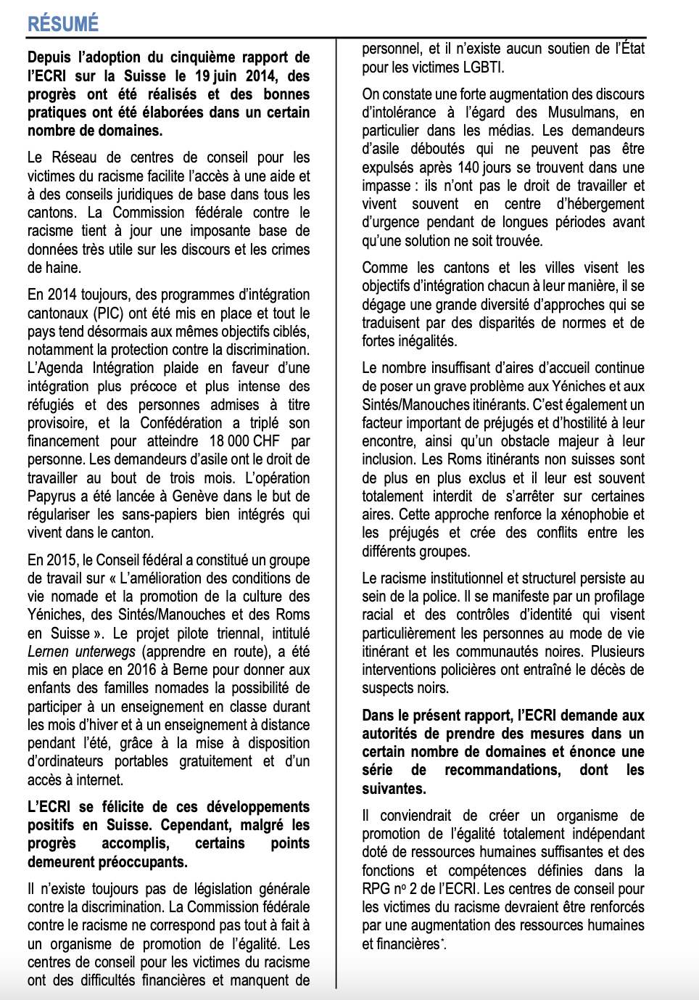 RÉSUMÉ
Depuis l’adoption du cinquième rapport de
l’ECRI sur la Suisse le 19 juin 2014, des
progrès ont été réalisés et des bonnes
pratiques ont été élaborées dans un certain
nombre de domaines.
Le Réseau de centres de conseil pour les
victimes du racisme facilite l’accès à une aide et
à des conseils juridiques de base dans tous les
cantons. La Commission fédérale contre le
racisme tient à jour une imposante base de
données très utile sur les discours et les crimes
de haine.
En 2014 toujours, des programmes d’intégration
cantonaux (PIC) ont été mis en place et tout le
pays tend désormais aux mêmes objectifs ciblés,
notamment la protection contre la discrimination.
L’Agenda Intégration plaide en faveur d’une
intégration plus précoce et plus intense des
réfugiés et des personnes admises à titre
provisoire, et la Confédération a triplé son
financement pour atteindre 18 000 CHF par
personne. Les demandeurs d’asile ont le droit de
travailler au bout de trois mois. L’opération
Papyrus a été lancée à Genève dans le but de
régulariser les sans-papiers bien intégrés qui
vivent dans le canton.
En 2015, le Conseil fédéral a constitué un groupe
de travail sur « L’amélioration des conditions de
vie nomade et la promotion de la culture des
Yéniches, des Sintés/Manouches et des Roms
en Suisse ». Le projet pilote triennal, intitulé
Lernen unterwegs (apprendre en route), a été
mis en place en 2016 à Berne pour donner aux
enfants des familles nomades la possibilité de
participer à un enseignement en classe durant
les mois d’hiver et à un enseignement à distance
pendant l’été, grâce à la mise à disposition
d’ordinateurs portables gratuitement et d’un
accès à internet.
L’ECRI se félicite de ces développements
positifs en Suisse. Cependant, malgré les
progrès accomplis, certains points
demeurent préoccupants.
Il n’existe toujours pas de législation générale
contre la discrimination. La Commission fédérale
contre le racisme ne correspond pas tout à fait à
un organisme de promotion de l’égalité. Les
centres de conseil pour les victimes du racisme
ont des difficultés financières et manquent de
personnel, et il n’existe aucun soutien de l’État
pour les victimes LGBTI.
On constate une forte augmentation des discours
d’intolérance à l’égard des Musulmans, en
particulier dans les médias. Les demandeurs
d’asile déboutés qui ne peuvent pas être
expulsés après 140 jours se trouvent dans une
impasse : ils n’ont pas le droit de travailler et
vivent souvent en centre d’hébergement
d’urgence pendant de longues périodes avant
qu’une solution ne soit trouvée.
Comme les cantons et les villes visent les
objectifs d’intégration chacun à leur manière, il se
dégage une grande diversité d’approches qui se
traduisent par des disparités de normes et de
fortes inégalités.
Le nombre insuffisant d’aires d’accueil continue
de poser un grave problème aux Yéniches et aux
Sintés/Manouches itinérants. C’est également un
facteur important de préjugés et d’hostilité à leur
encontre, ainsi qu’un obstacle majeur à leur
inclusion. Les Roms itinérants non suisses sont
de plus en plus exclus et il leur est souvent
totalement interdit de s’arrêter sur certaines
aires. Cette approche renforce la xénophobie et
les préjugés et crée des conflits entre les
différents groupes.
Le racisme institutionnel et structurel persiste au
sein de la police. Il se manifeste par un profilage
racial et des contrôles d’identité qui visent
particulièrement les personnes au mode de vie
itinérant et les communautés noires. Plusieurs
interventions policières ont entraîné le décès de
suspects noirs.
Dans le présent rapport, l’ECRI demande aux
autorités de prendre des mesures dans un
certain nombre de domaines et énonce une
série de recommandations, dont les
suivantes.
Il conviendrait de créer un organisme de
promotion de l’égalité totalement indépendant
doté de ressources humaines suffisantes et des
fonctions et compétences définies dans la
RPG nº 2 de l’ECRI. Les centres de conseil pour
les victimes du racisme devraient être renforcés
par une augmentation des ressources humaines
et financières*.